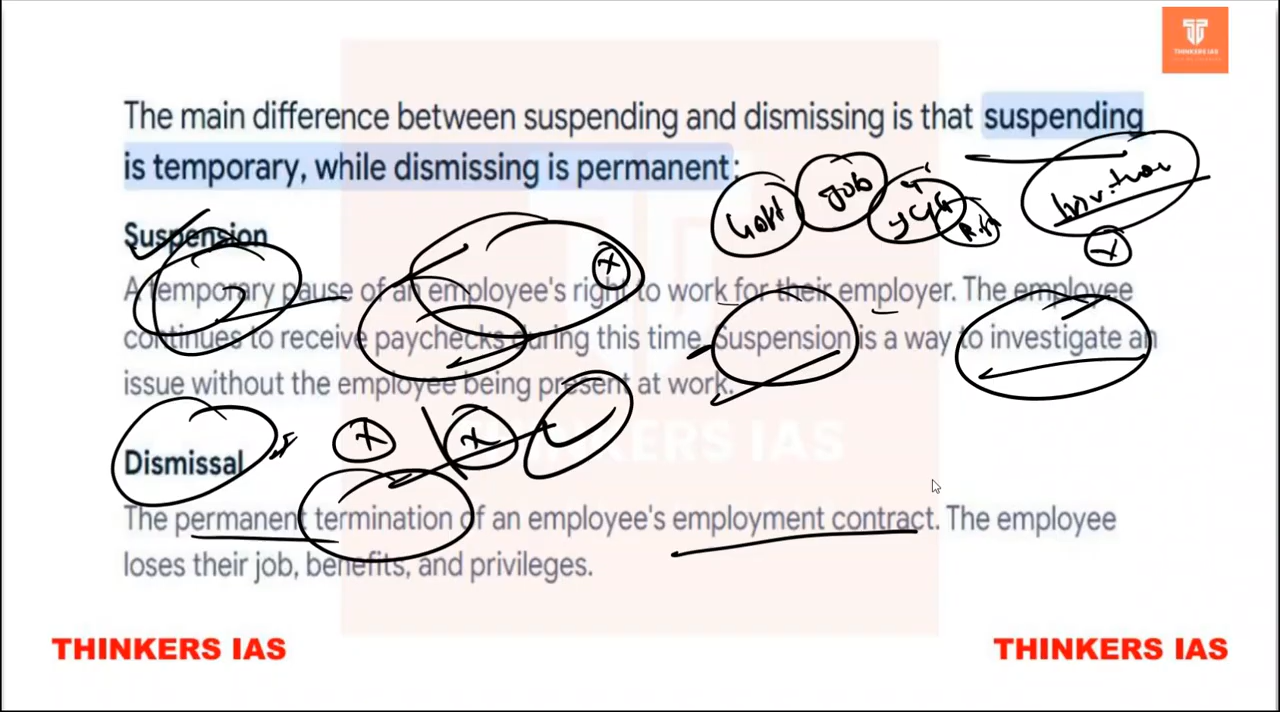 THINKERS IAS
The main difference between suspending and dismissing is that suspending
is temporary, while dismissing is permanent:
Govt job
Suspension
A temporary pause of an employee's right to work for their employer. The employee
continues to receive paychecks during this time. Suspension is a way to investigate an
issue without the employee being present at work.
THINKERS IAS
Dismissal
The permanent termination of an employee's employment contract. The employee
loses their job, benefits, and privileges.
THINKERS IAS THINKERS IAS